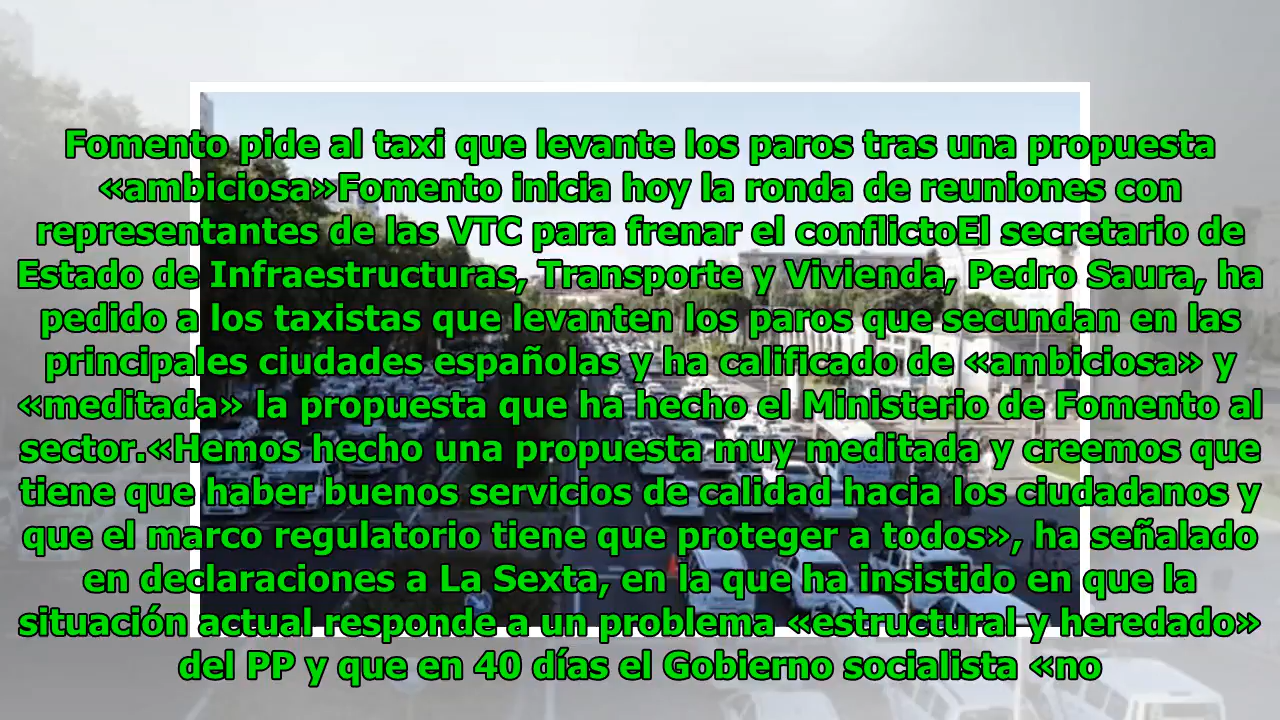 Fomento pide al taxi que levante los paros tras una propuesta
«ambiciosa»Fomento inicia hoy la ronda de reuniones con
representantes de las VTC para frenar el conflictoEl secretario de
Estado de Infraestructuras, Transporte y Vivienda, Pedro Saura, ha
pedido a los taxistas que levanten los paros que secundan en las
principales ciudades españolas y ha calificado de «ambiciosa» y
«meditada» la propuesta que ha hecho el Ministerio de Fomento al
sector.«Hemos hecho una propuesta muy meditada y creemos que
tiene que haber buenos servicios de calidad hacia los ciudadanos y
que el marco regulatorio tiene que proteger a todos», ha señalado
en declaraciones a La Sexta, en la que ha insistido en que la
situación actual responde a un problema «estructural y heredado»
del PP y que en 40 días el Gobierno socialista «no